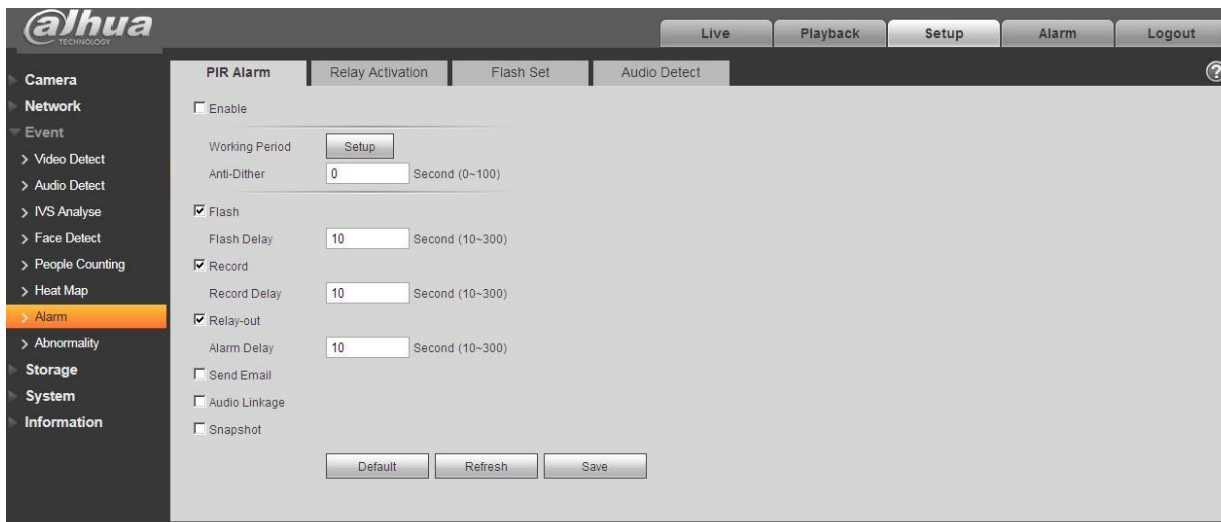 alhua
TECHNOLOGY
Live Playback Setup Alarm Logout
Camera
Network
Event
Video Detect
Audio Detect
IVS Analyse
Face Detect
People Counting
Heat Map
Alarm
Abnormality
Storage
System
Information
PIR Alarm Relay Activation Flash Set Audio Detect
?
Enable
Working Period Setup
Anti-Dither 0 Second (0~100)
Flash
Flash Delay 10 Second (10~300)
Record
Record Delay 10 Second (10~300)
Relay-out
Alarm Delay 10 Second (10~300)
Send Email
Audio Linkage
Snapshot
Default Refresh Save